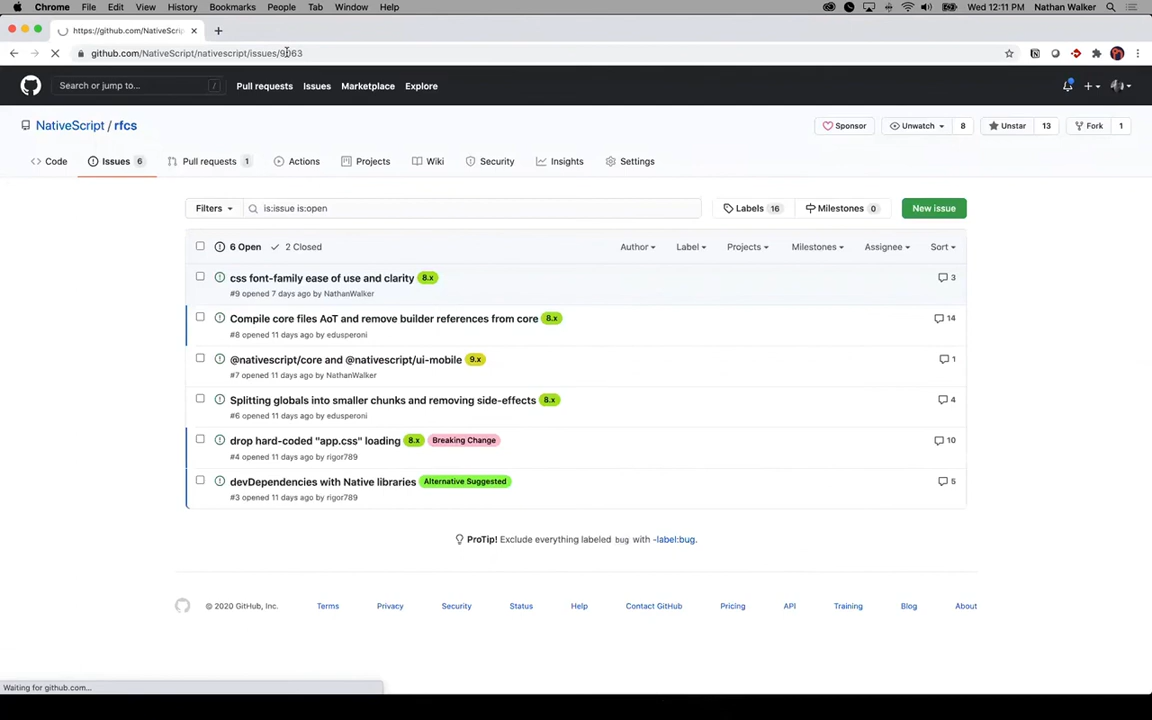 Chrome File Edit View History Bookmarks People Tab Window Help Wed 12:11 PM Nathan Walker
https://github.com/NativeScrip
github.com/NativeScript/nativescript/issues/9063
Search or jump to... / Pull requests Issues Marketplace Explore
NativeScript / rfcs Sponsor Unwatch 8 Unstar 13 Fork 1
Code Issues 6 Pull requests 1 Actions Projects Wiki Security Insights Settings
Filters is:issue is:open Labels 16 Milestones 0 New issue
6 Open 2 Closed Author Label Projects Milestones Assignee Sort
css font-family ease of use and clarity 8.x 3
#9 opened 7 days ago by NathanWalker
Compile core files AoT and remove builder references from core 8.x 14
#8 opened 11 days ago by edusperoni
@nativescript/core and @nativescript/ui-mobile 9.x 1
#7 opened 11 days ago by NathanWalker
Splitting globals into smaller chunks and removing side-effects 8.x 4
#6 opened 11 days ago by edusperoni
drop hard-coded "app.css" loading 8.x Breaking Change 10
#4 opened 11 days ago by rigor789
devDependencies with Native libraries Alternative Suggested 5
#3 opened 11 days ago by rigor789
ProTip! Exclude everything labeled bug with -label:bug.
© 2020 GitHub, Inc. Terms Privacy Security Status Help Contact GitHub Pricing API Training Blog About
Waiting for github.com...